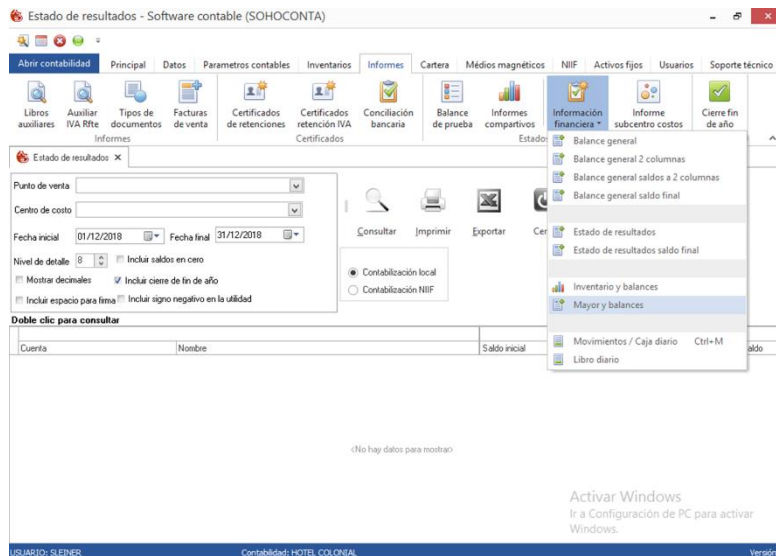 Estado de resultados - Software contable (SOHOCONTA)
Abrir contabilidad Principal Datos Parametros contables Inventarios Informes Cartera Médios magnéticos NIIF Activos fijos Usuarios Soporte técnico
Libros auxiliares
Auxiliar IVA Rfte
Tipos de documentos
Facturas de venta
Certificados de retenciones
Certificados retención IVA
Conciliación bancaria
Balance de prueba
Informes compartivos
Información financiera
Informe subcentro costos
Cierre fin de año
Informes Certificados Estados
Estado de resultados X
Balance general
Balance general 2 columnas
Balance general saldos a 2 columnas
Balance general saldo final
Estado de resultados
Estado de resultados saldo final
Inventario y balances
Mayor y balances
Movimientos / Caja diario Ctrl+M
Libro diario
Punto de venta
Centro de costo
Fecha inicial 01/12/2018 Fecha final 31/12/2018
Nivel de detalle 8 Incluir saldos en cero
Mostrar decimales Incluir cierre de fin de año
Incluir espacio para firma Incluir signo negativo en la utilidad
Consultar Imprimir Exportar Cer
Contabilización local
Contabilización NIIF
Doble clic para consultar
Cuenta Nombre Saldo inicial aldo
<No hay datos para mostrar>
Activar Windows
Ir a Configuración de PC para activar
Windows.
USUARIO: SLEINER Contabilidad: HOTEL COLONIAL Versión